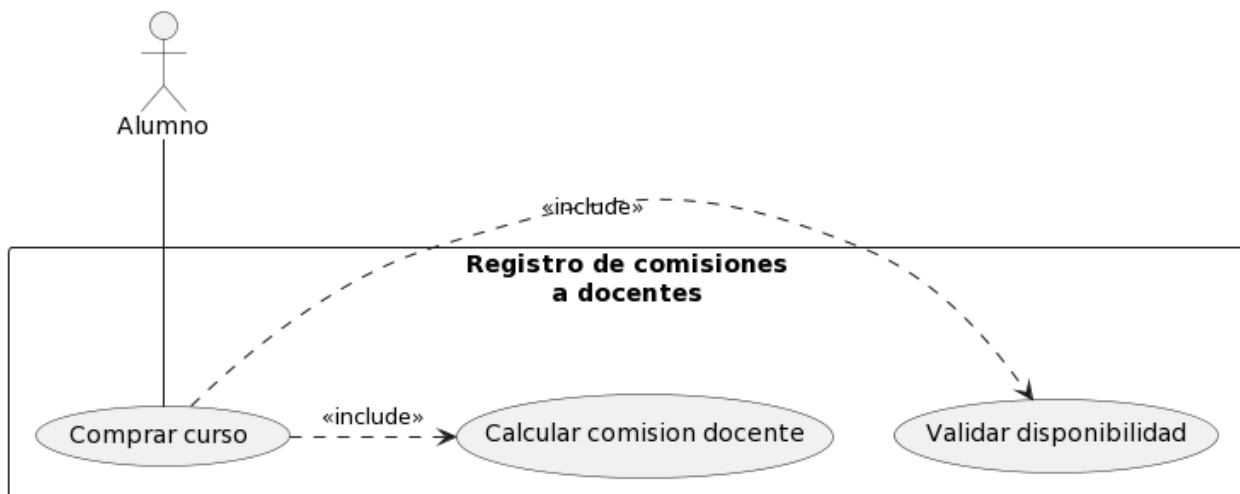 Alumno
«include»
Registro de comisiones
a docentes
«include»
Comprar curso
Calcular comision docente
Validar disponibilidad